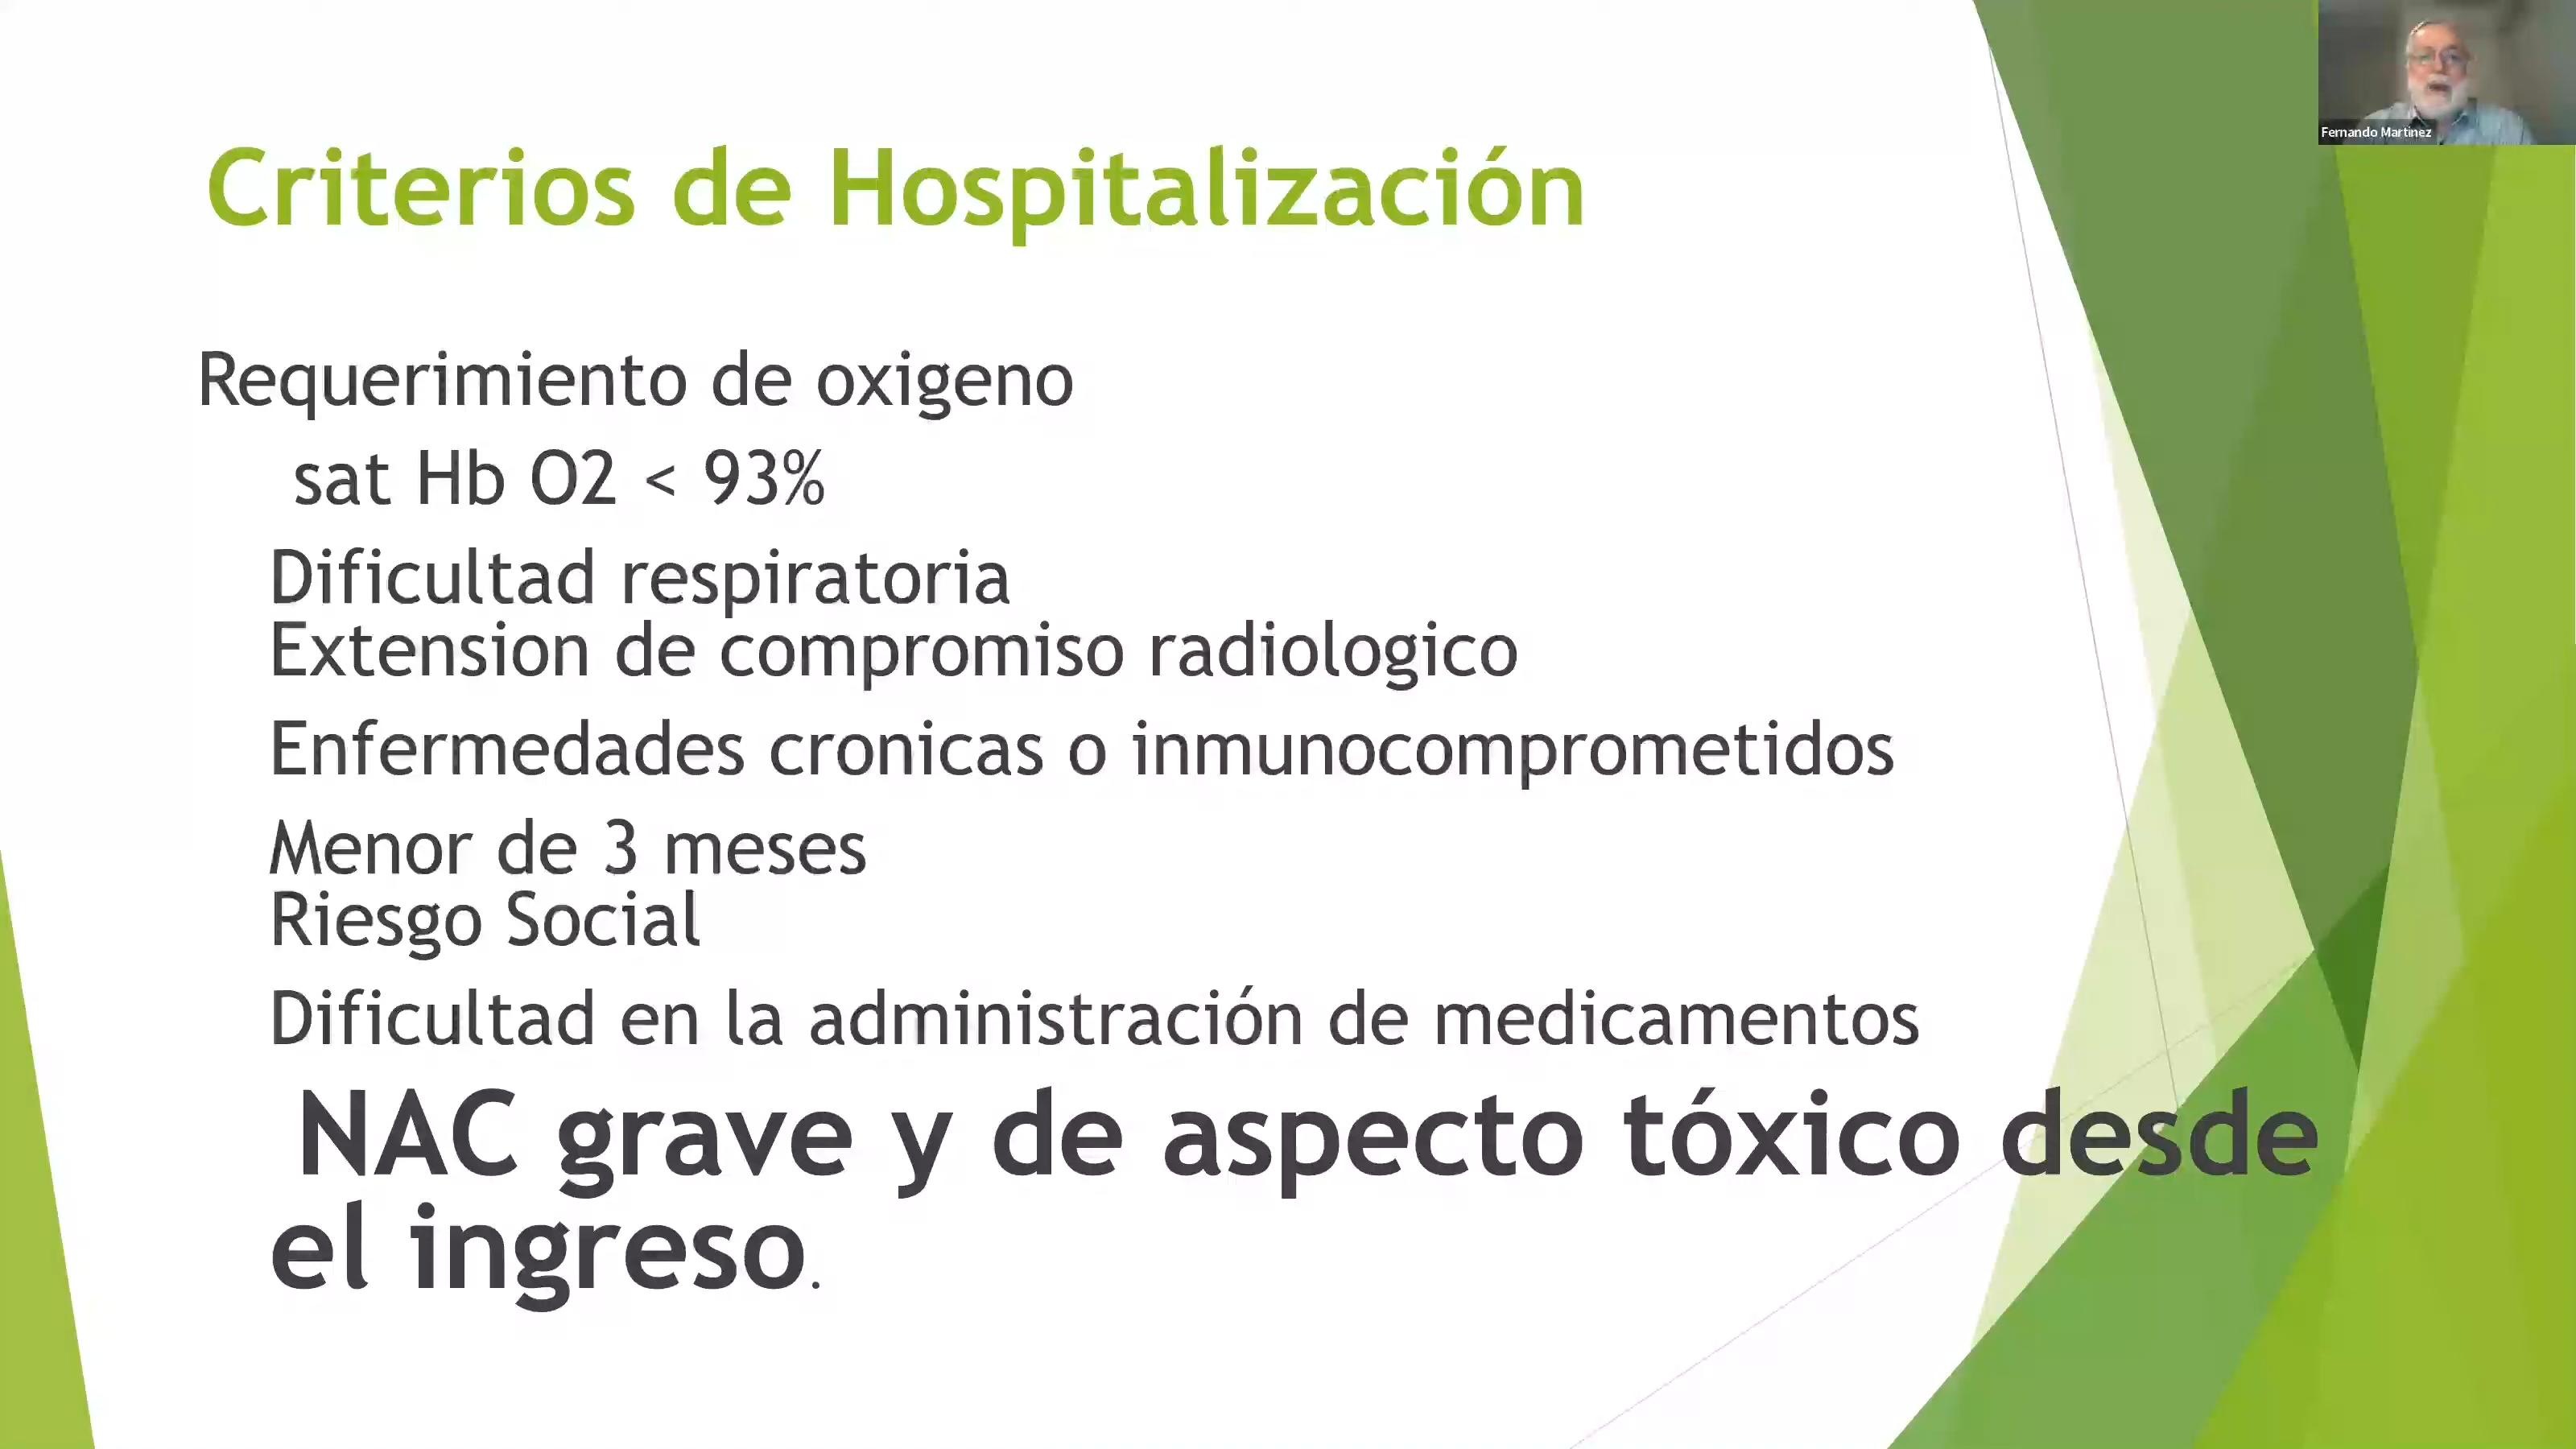 Fernando Martinez
Criterios de Hospitalización
Requerimiento de oxigeno
sat Hb O2 < 93%
Dificultad respiratoria
Extension de compromiso radiologico
Enfermedades cronicas o inmunocomprometidos
Menor de 3 meses
Riesgo Social
Dificultad en la administración de medicamentos
NAC grave y de aspecto tóxico desde
el ingreso.